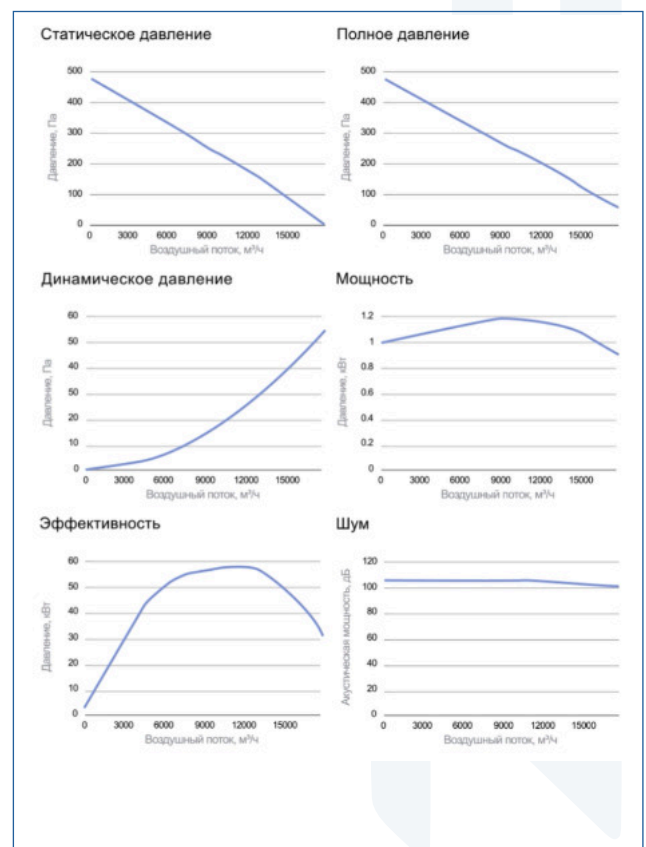 Статическое давление
500
400
300
200
100
0
Давление, Па
0 3000 6000 9000 12000 15000
Воздушный поток, м³/ч
Полное давление
500
400
300
200
100
0
Давление, Па
0 3000 6000 9000 12000 15000
Воздушный поток, м³/ч
Динамическое давление
60
50
40
50
20
10
0
Давление, Па
0 3000 6000 9000 12000 15000
Воздушный поток, м³/ч
Мощность
1.2
1
0.8
0.6
0.4
0.2
0
Давление, кВт
0 3000 6000 9000 12000 15000
Воздушный поток, м³/ч
Эффективность
60
50
40
30
20
10
0
Давление, кВт
0 3000 6000 9000 12000 15000
Воздушный поток, м³/ч
Шум
120
100
80
60
40
20
0
Акустическая мощность, дБ
0 3000 6000 9000 12000 15000
Воздушный поток, м³/ч